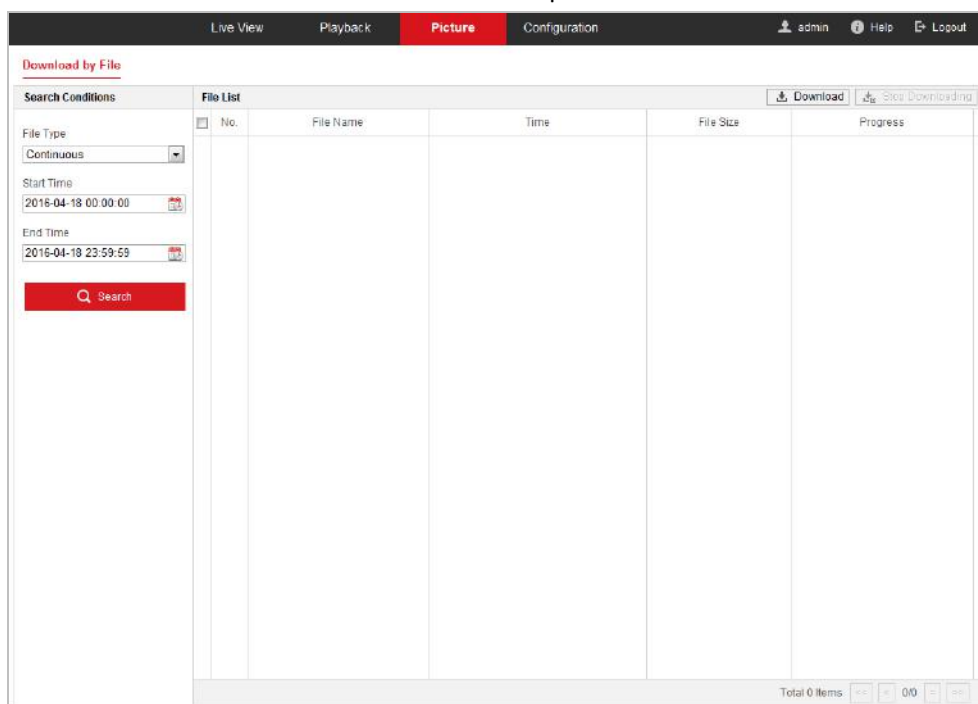 Live View Playback Picture Configuration admin Help Logout
Download by File
Search Conditions
File List
Download Stop Downloading
No. File Name Time File Size Progress
File Type
Continuous
Start Time
2016-04-18 00:00:00
End Time
2016-04-18 23:59:59
Search
Total 0 Items << < 0/0